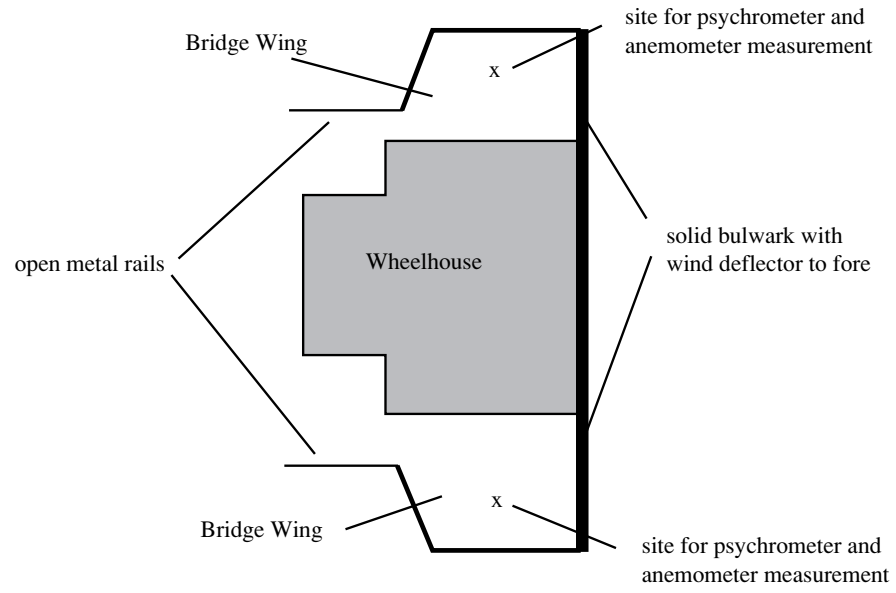 site for psychrometer and
anemometer measurement
Bridge Wing
x
solid bulwark with
wind deflector to fore
Wheelhouse
open metal rails
x
Bridge Wing
site for psychrometer and
anemometer measurement